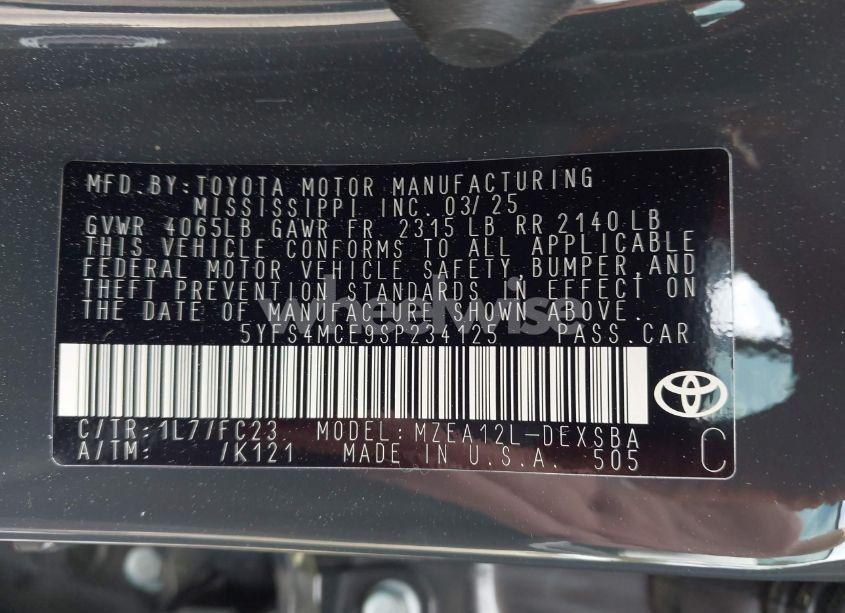 MFD.BY:TOYOTA MOTOR MANUFACTURING
MISSISSIPPI INC. 03/25
GVWR 4065LB GAWR FR 2315 LB RR 2140 LB
THIS VEHICLE CONFORMS TO ALL APPLICABLE
FEDERAL MOTOR VEHICLE SAFETY,BUMPER,AND
THEFT PREVENTION STANDARDS IN EFFECT ON
THE DATE OF MANUFACTURE SHOWN ABOVE.
wheelwise
5YFS4MCE9SP234125 PASS.CAR
C/TR:1L7/FC23 MODEL:MZEA12L-DEXSBA
A/TM: /K121 MADE IN U.S.A. 505 C